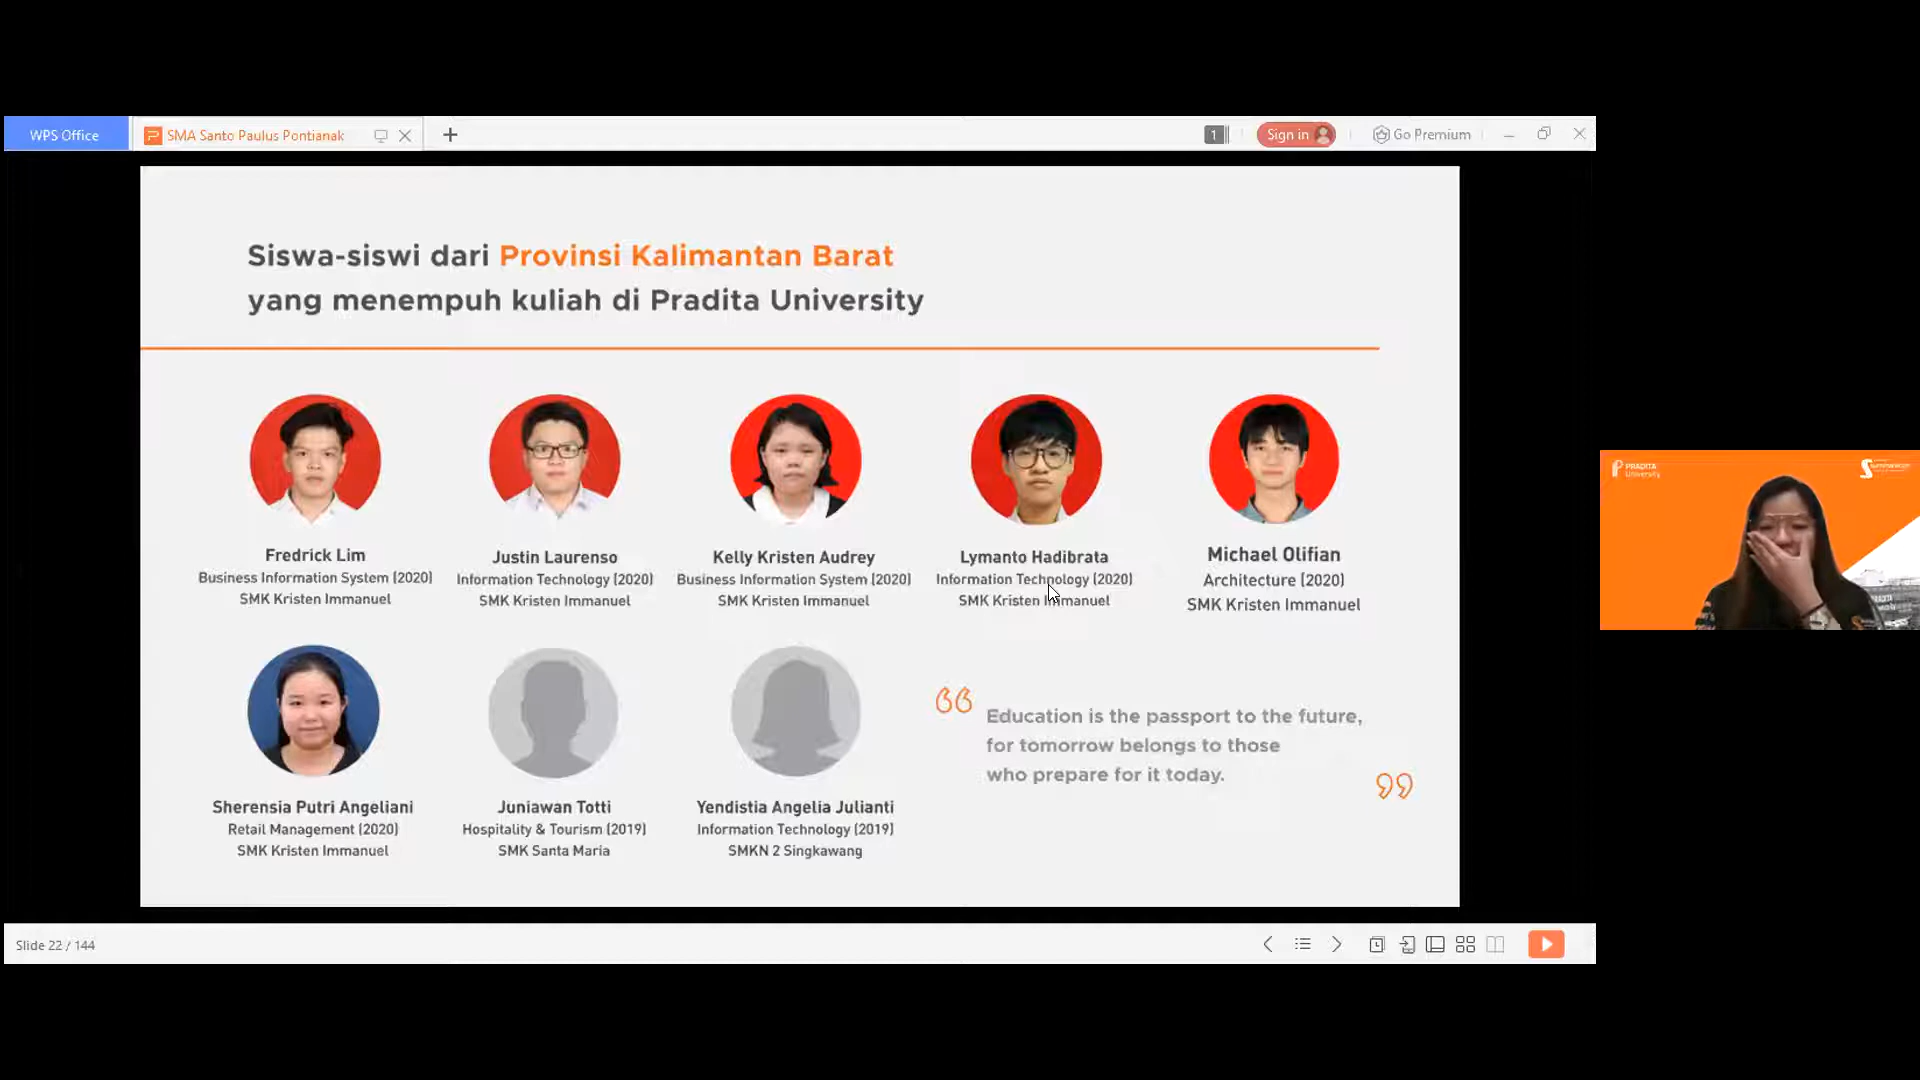 WPS Office
SMA Santo Paulus Pontianak
1
Sign in
Go Premium
Siswa-siswi dari Provinsi Kalimantan Barat
yang menempuh kuliah di Pradita University
Fredrick Lim
Business Information System (2020)
SMK Kristen Immanuel
Justin Laurenso
Information Technology (2020)
SMK Kristen Immanuel
Kelly Kristen Audrey
Business Information System (2020)
SMK Kristen Immanuel
Lymanto Hadibrata
Information Technology (2020)
SMK Kristen Immanuel
Michael Olifian
Architecture (2020)
SMK Kristen Immanuel
Sherensia Putri Angeliani
Retail Management (2020)
SMK Kristen Immanuel
Juniawan Totti
Hospitality & Tourism (2019)
SMK Santa Maria
Yendistia Angelia Julianti
Information Technology (2019)
SMKN 2 Singkawang
Education is the passport to the future,
for tomorrow belongs to those
who prepare for it today.
PRADITA
University
Slide 22 / 144